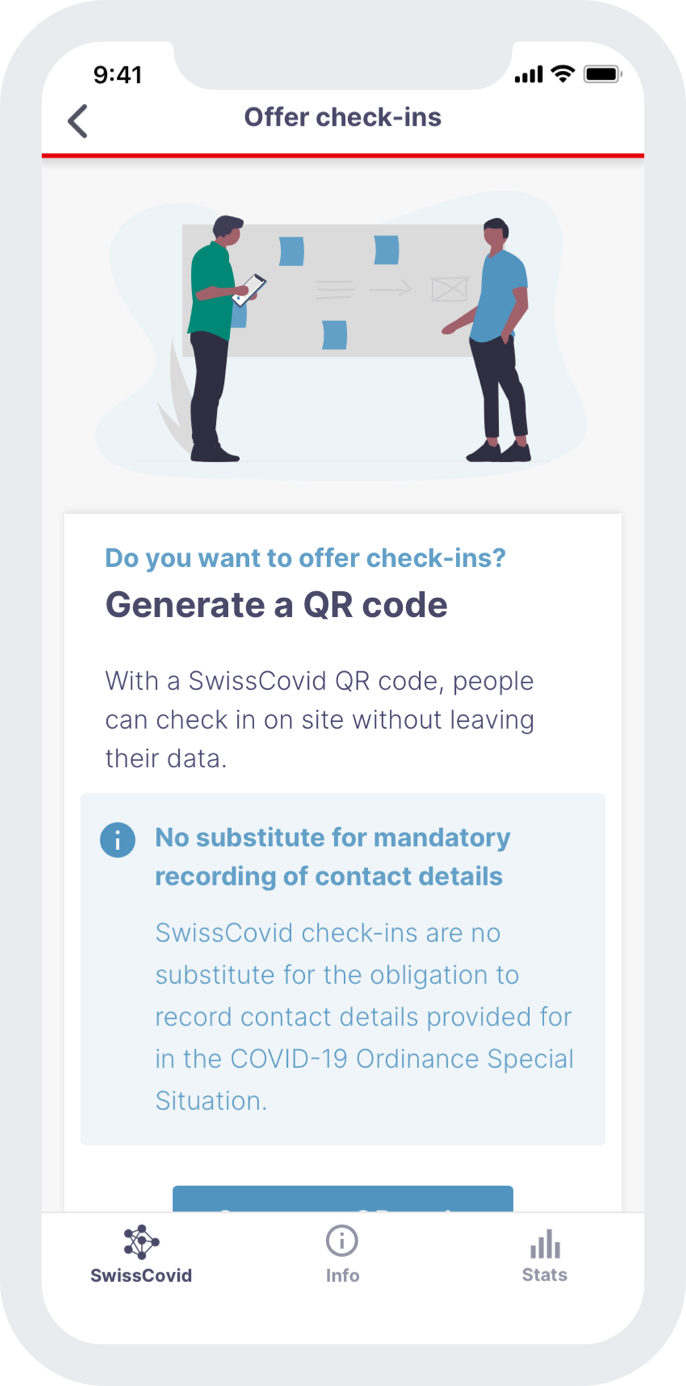 9:41
Offer check-ins
Do you want to offer check-ins?
Generate a QR code
With a SwissCovid QR code, people
can check in on site without leaving
their data.
No substitute for mandatory
recording of contact details
SwissCovid check-ins are no
substitute for the obligation to
record contact details provided for
in the COVID-19 Ordinance Special
Situation.
SwissCovid
Info
Stats